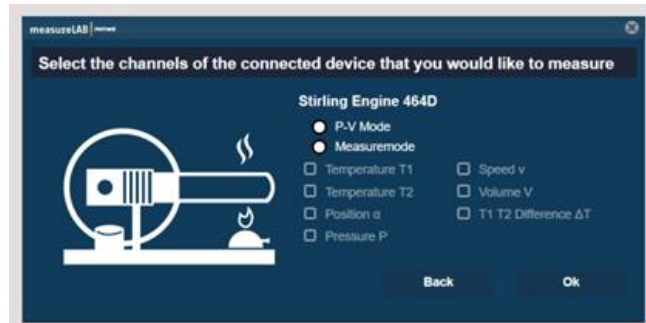 measureLAB
Select the channels of the connected device that you would like to measure
Stirling Engine 464D
P-V Mode
Measuremode
Temperature T1
Speed v
Temperature T2
Volume V
Position α
T1 T2 Difference ΔT
Pressure P
Back
Ok